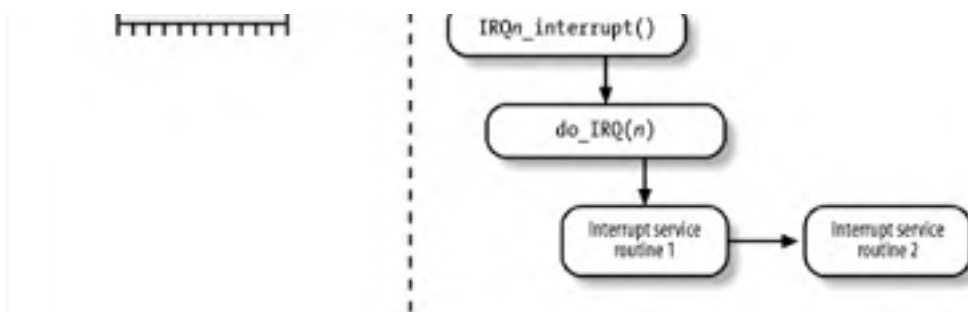 IRQn_interrupt()
do_IRQ(n)
Interrupt service
routine 1
Interrupt service
routine 2